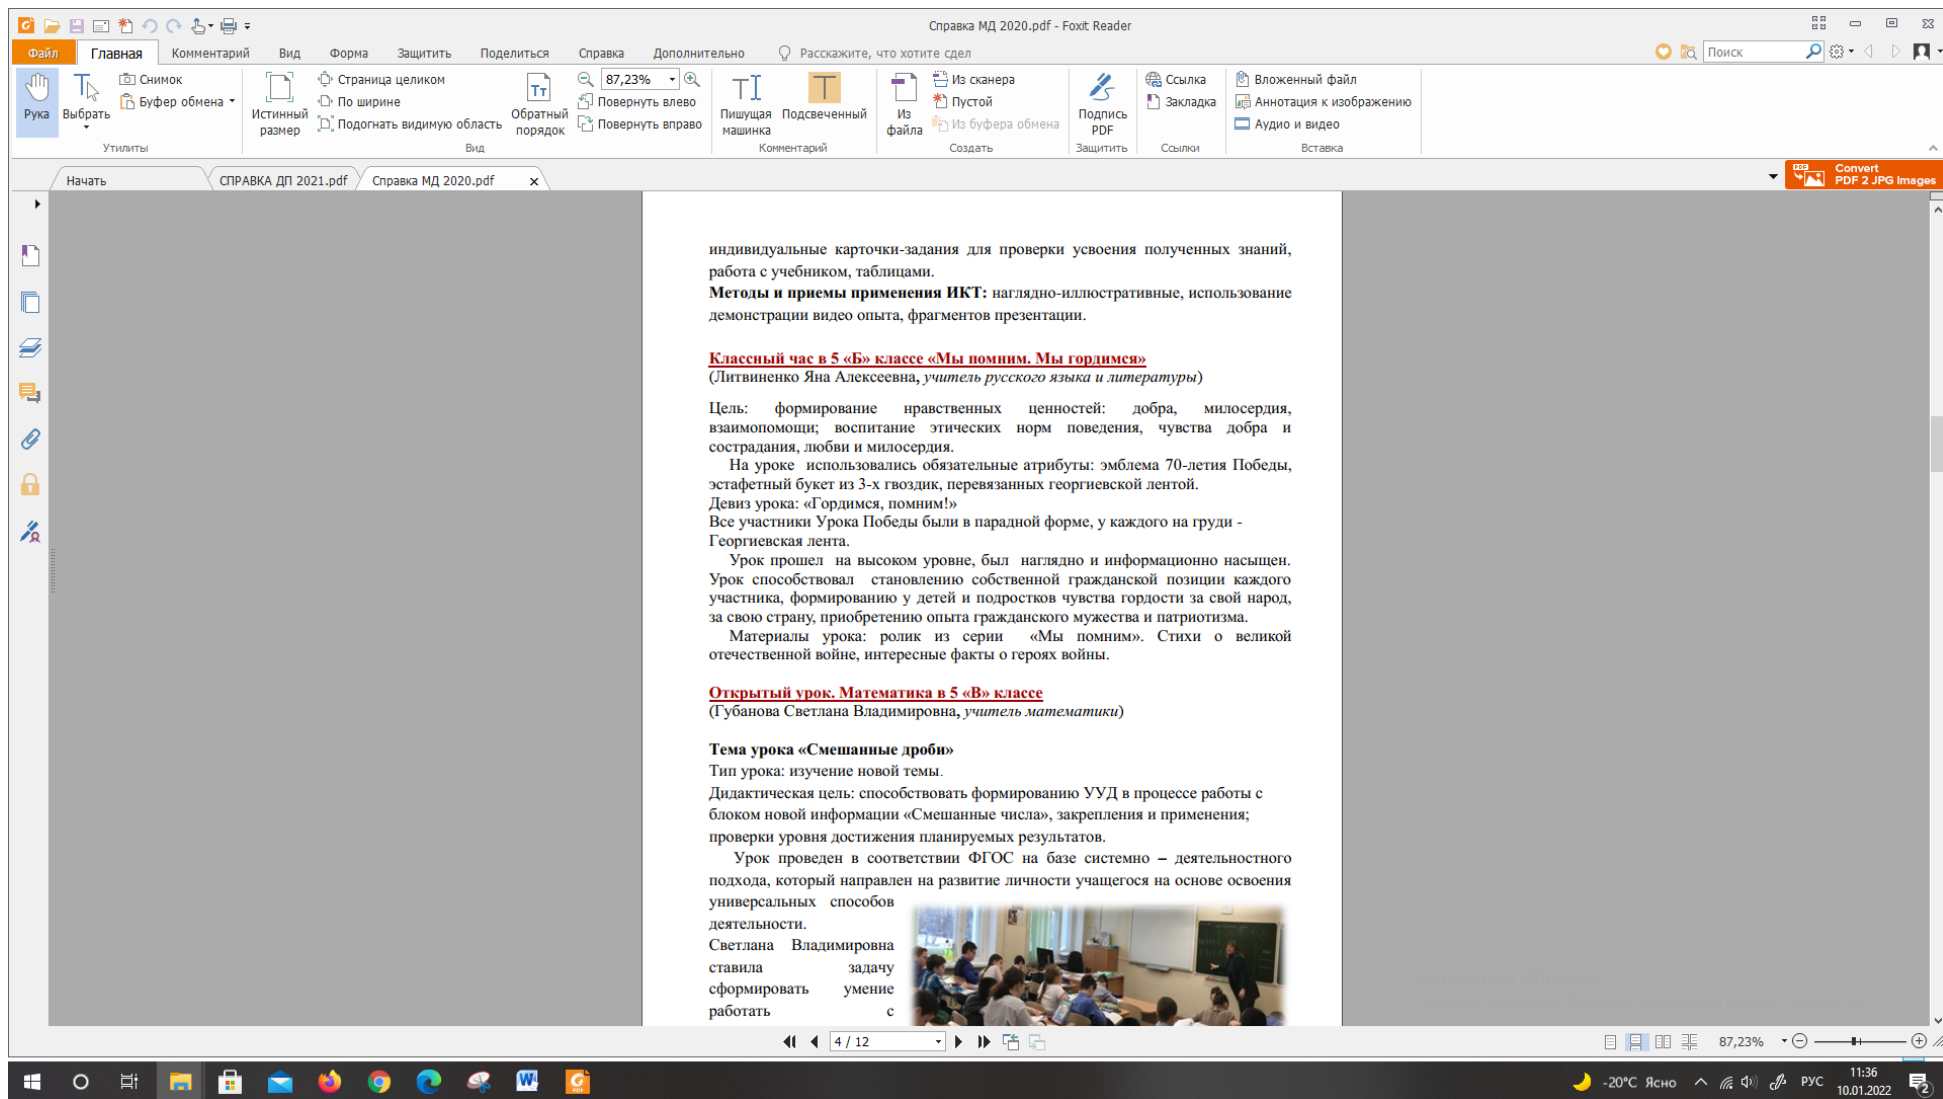 Справка МД 2020.pdf - Foxit Reader
Файл Главная Комментарий Вид Форма Защитить Поделиться Справка Дополнительно Расскажите, что хотите сдел Поиск
Рука
Выбрать
Снимок
Буфер обмена
Утилиты
Истинный размер
Страница целиком
По ширине
Подогнать видимую область
Обратный порядок
87,23%
Повернуть влево
Повернуть вправо
Вид
Пишущая машинка
Подсвеченный
Комментарий
Из файла
Из сканера
Пустой
Из буфера обмена
Создать
Подпись PDF
Защитить
Ссылка
Закладка
Ссылки
Вложенный файл
Аннотация к изображению
Аудио и видео
Вставка
Начать СПРАВКА ДП 2021.pdf Справка МД 2020.pdf
PDF Convert
PDF 2 JPG Images
индивидуальные карточки-задания для проверки усвоения полученных знаний,
работа с учебником, таблицами.
Методы и приемы применения ИКТ: наглядно-иллюстративные, использование
демонстрации видео опыта, фрагментов презентации.
Классный час в 5 «Б» классе «Мы помним. Мы гордимся»
(Литвиненко Яна Алексеевна, учитель русского языка и литературы)
Цель: формирование нравственных ценностей: добра, милосердия,
взаимопомощи; воспитание этических норм поведения, чувства добра и
сострадания, любви и милосердия.
На уроке использовались обязательные атрибуты: эмблема 70-летия Победы,
эстафетный букет из 3-х гвоздик, перевязанных георгиевской лентой.
Девиз урока: «Гордимся, помним!»
Все участники Урока Победы были в парадной форме, у каждого на груди -
Георгиевская лента.
Урок прошел на высоком уровне, был наглядно и информационно насыщен.
Урок способствовал становлению собственной гражданской позиции каждого
участника, формированию у детей и подростков чувства гордости за свой народ,
за свою страну, приобретению опыта гражданского мужества и патриотизма.
Материалы урока: ролик из серии «Мы помним». Стихи о великой
отечественной войне, интересные факты о героях войны.
Открытый урок. Математика в 5 «В» классе
(Губанова Светлана Владимировна, учитель математики)
Тема урока «Смешанные дроби»
Тип урока: изучение новой темы.
Дидактическая цель: способствовать формированию УУД в процессе работы с
блоком новой информации «Смешанные числа», закрепления и применения;
проверки уровня достижения планируемых результатов.
Урок проведен в соответствии ФГОС на базе системно – деятельностного
подхода, который направлен на развитие личности учащегося на основе освоения
универсальных способов
деятельности.
Светлана Владимировна
ставила задачу
сформировать умение
работать с
4 / 12
87,23%
-20°C Ясно РУС
11:36
10.01.2022
2